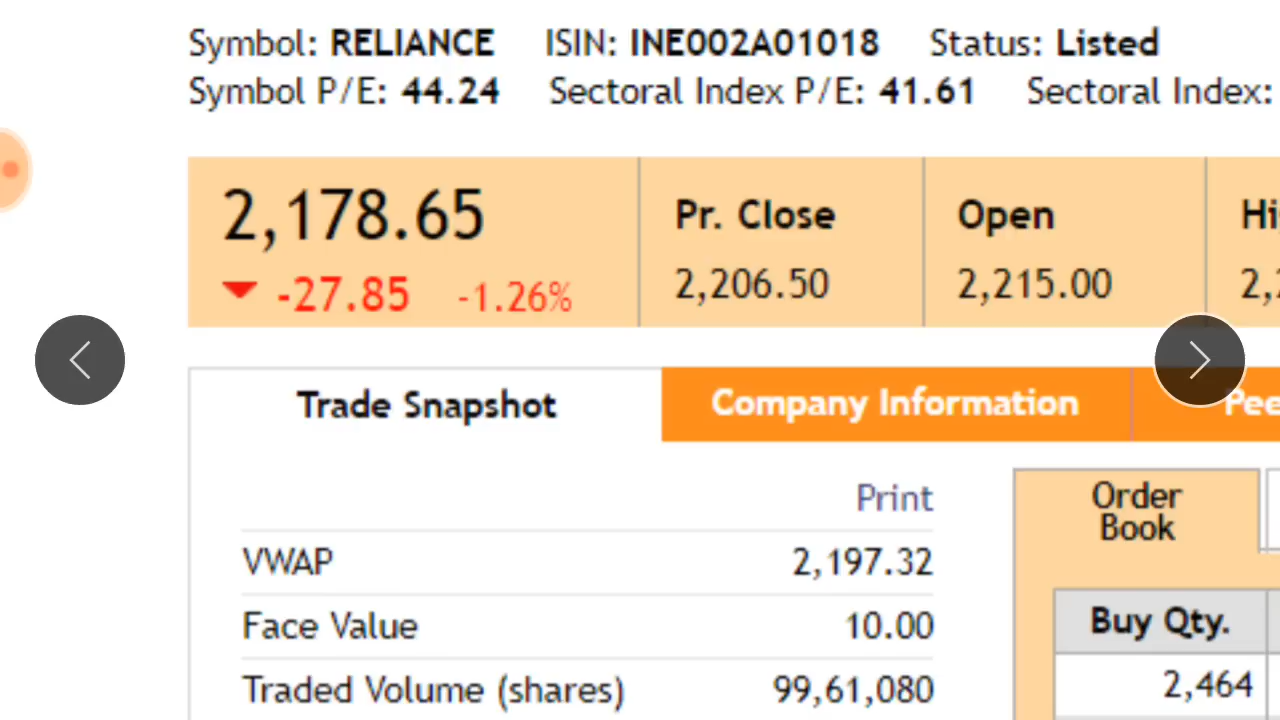 Symbol: RELIANCE ISIN: INE002A01018 Status: Listed
Symbol P/E: 44.24 Sectoral Index P/E: 41.61 Sectoral Index:
2,178.65
-27.85 -1.26%
Pr. Close
2,206.50
Open
2,215.00
Trade Snapshot
Company Information
Print
VWAP 2,197.32
Face Value 10.00
Traded Volume (shares) 99,61,080
Order
Book
Buy Qty.
2,464